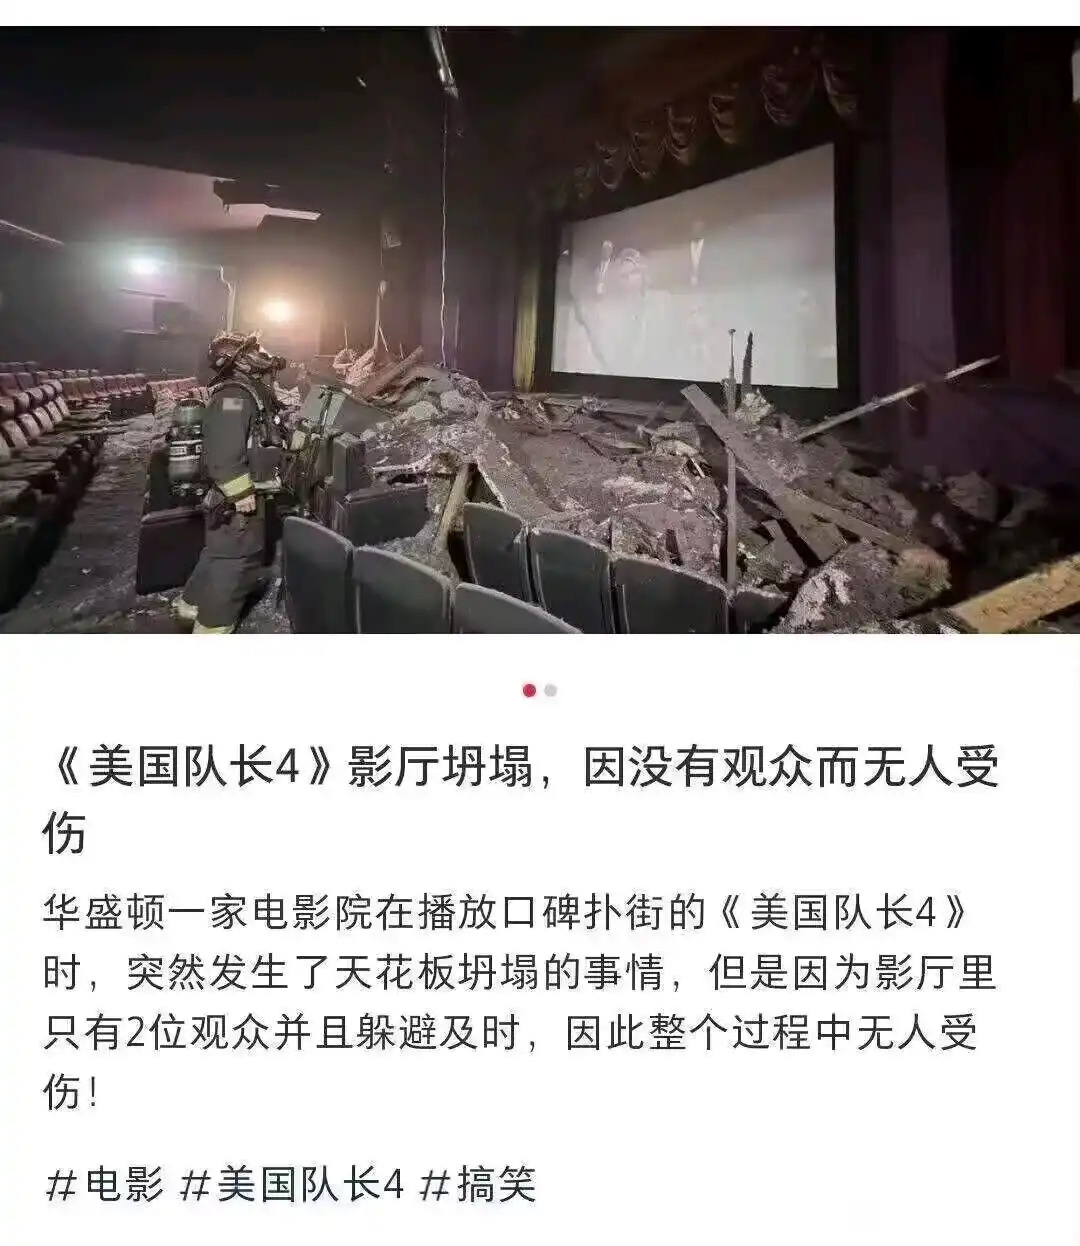 《美国队长4》影厅坍塌，因没有观众而无人受
伤
华盛顿一家电影院在播放口碑扑街的《美国队长4》
时，突然发生了天花板坍塌的事情，但是因为影厅里
只有2位观众并且躲避及时，因此整个过程中无人受
伤！
#电影 #美国队长4 #搞笑